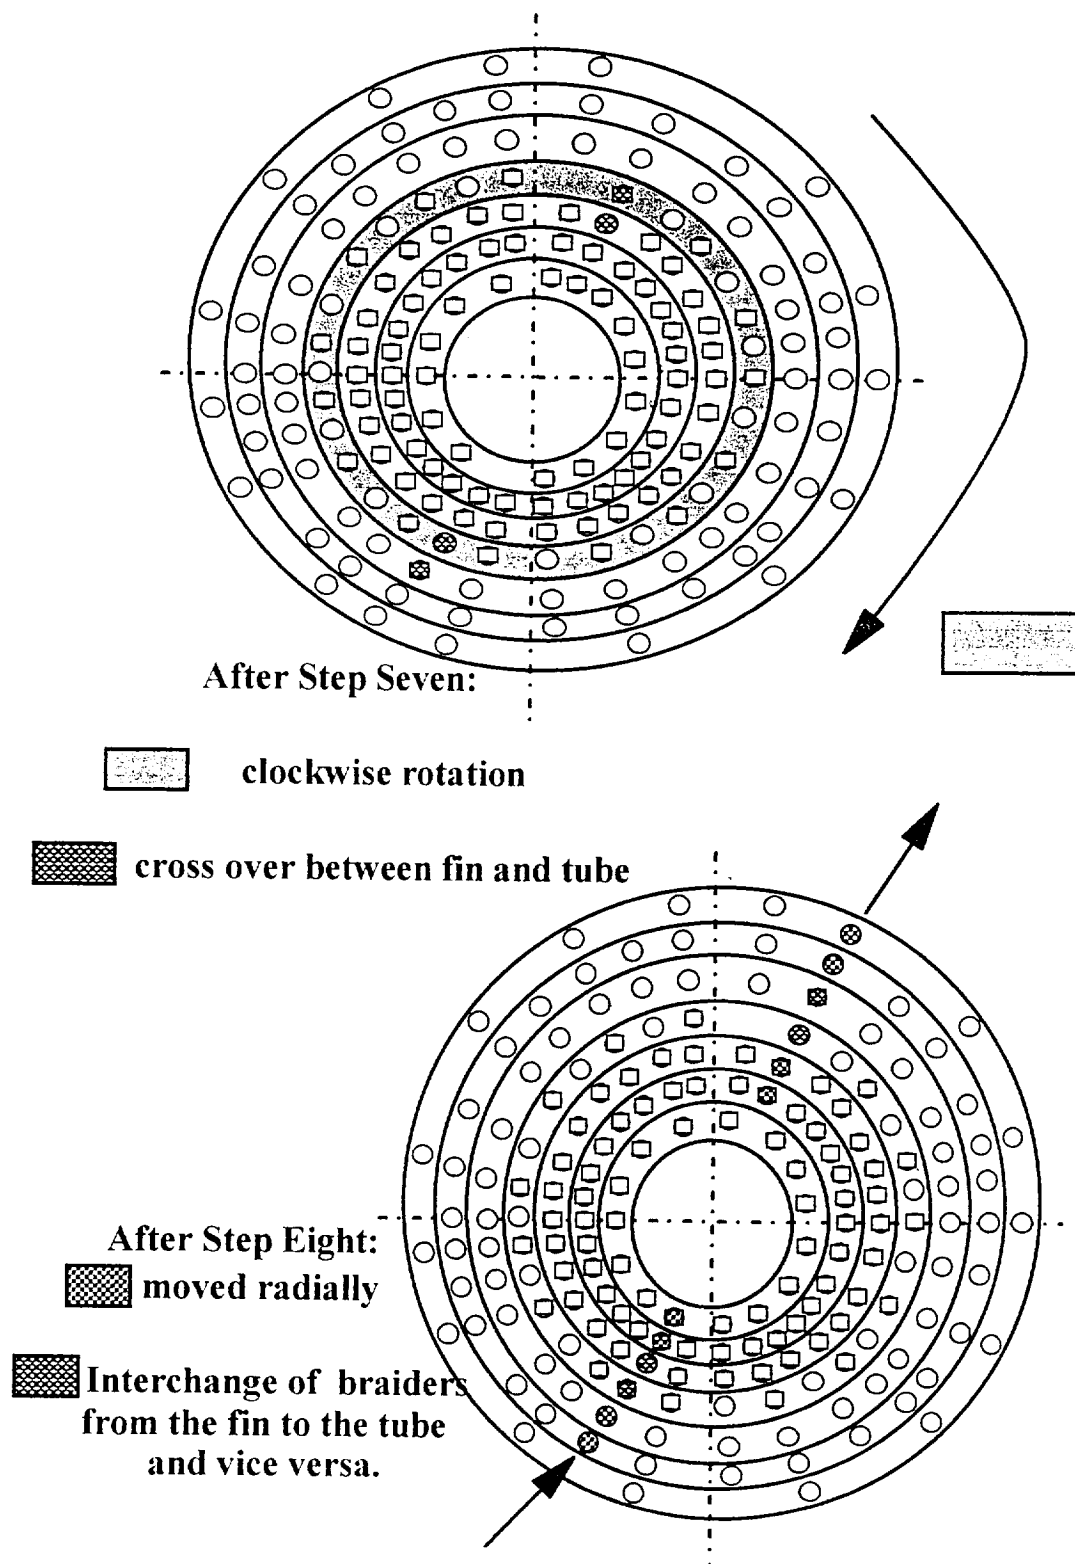 After Step Seven:
clockwise rotation
cross over between fin and tube
After Step Eight:
moved radially
Interchange of braiders
from the fin to the tube
and vice versa.